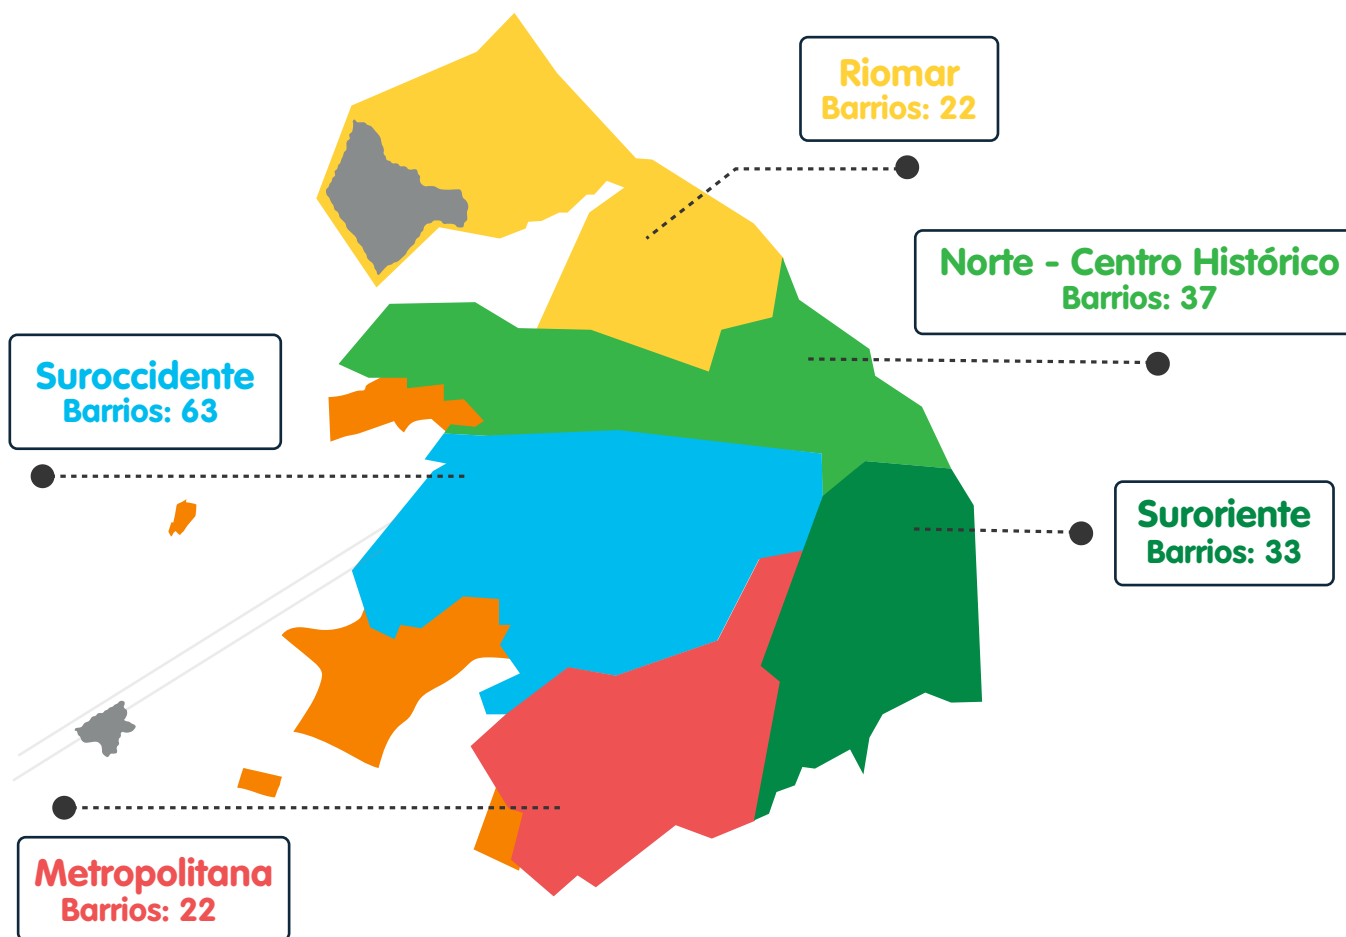 Riomar
Barrios: 22
Norte - Centro Histórico
Barrios: 37
Suroccidente
Barrios: 63
Suroriente
Barrios: 33
Metropolitana
Barrios: 22